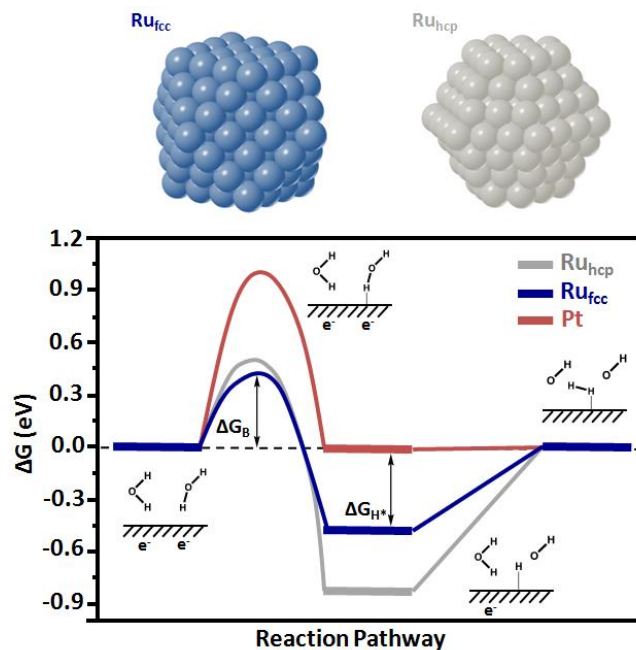 Ru_fcc Ru_hcp
1.2
0.9
0.6
0.3
0.0
-0.3
-0.6
-0.9
ΔG (eV)
Ru_hcp
Ru_fcc
Pt
ΔG_B
ΔG_H*
H O H H O H
e⁻ e⁻
O H H H O H
e⁻ e⁻
O H H H O H
H O H H O H
e⁻
Reaction Pathway